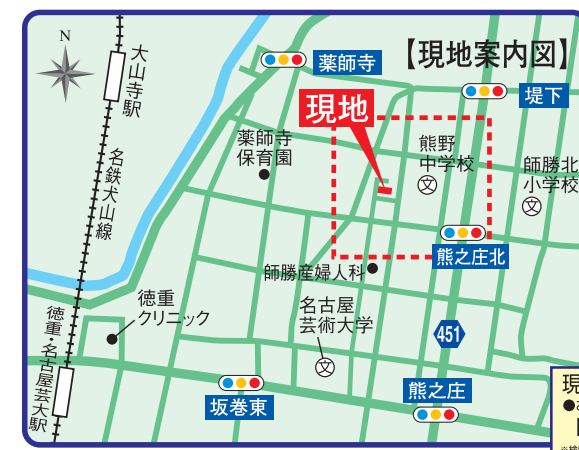 N
【現地案内図】
薬師寺
堤下
大山寺駅
現地
薬師寺
保育園
熊野
中学校
文
師勝北
小学校
文
名鉄犬山線
熊之庄北
師勝産婦人科
徳重
クリニック
名古屋
芸術大学
文
451
徳重・名古屋芸大駅
坂巻東
熊之庄
現